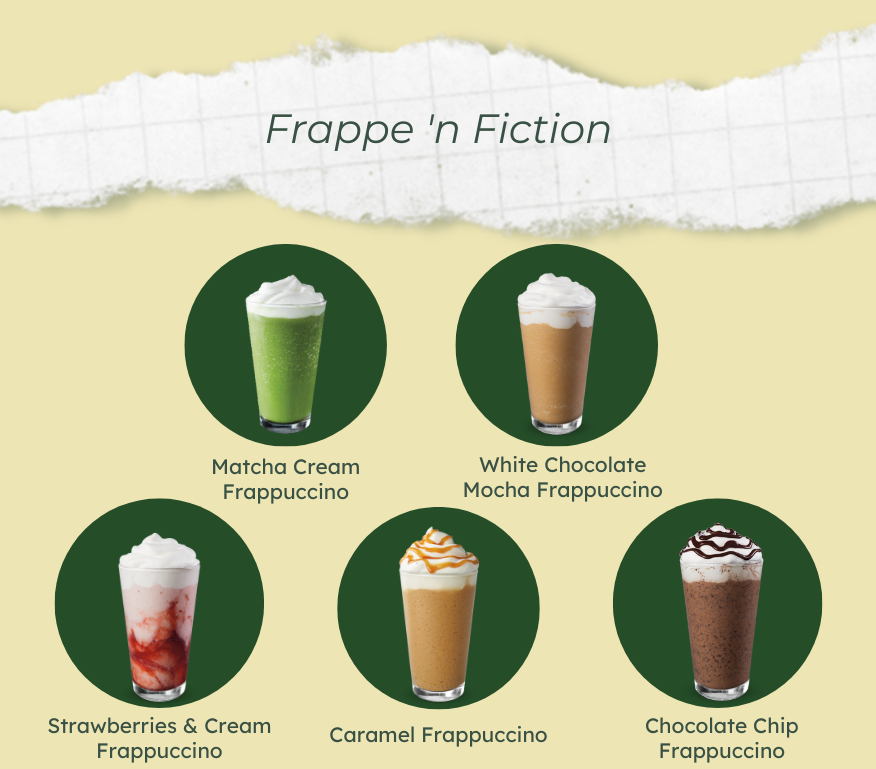 Frappe 'n Fiction
Matcha Cream
Frappuccino
White Chocolate
Mocha Frappuccino
Strawberries & Cream
Frappuccino
Caramel Frappuccino
Chocolate Chip
Frappuccino